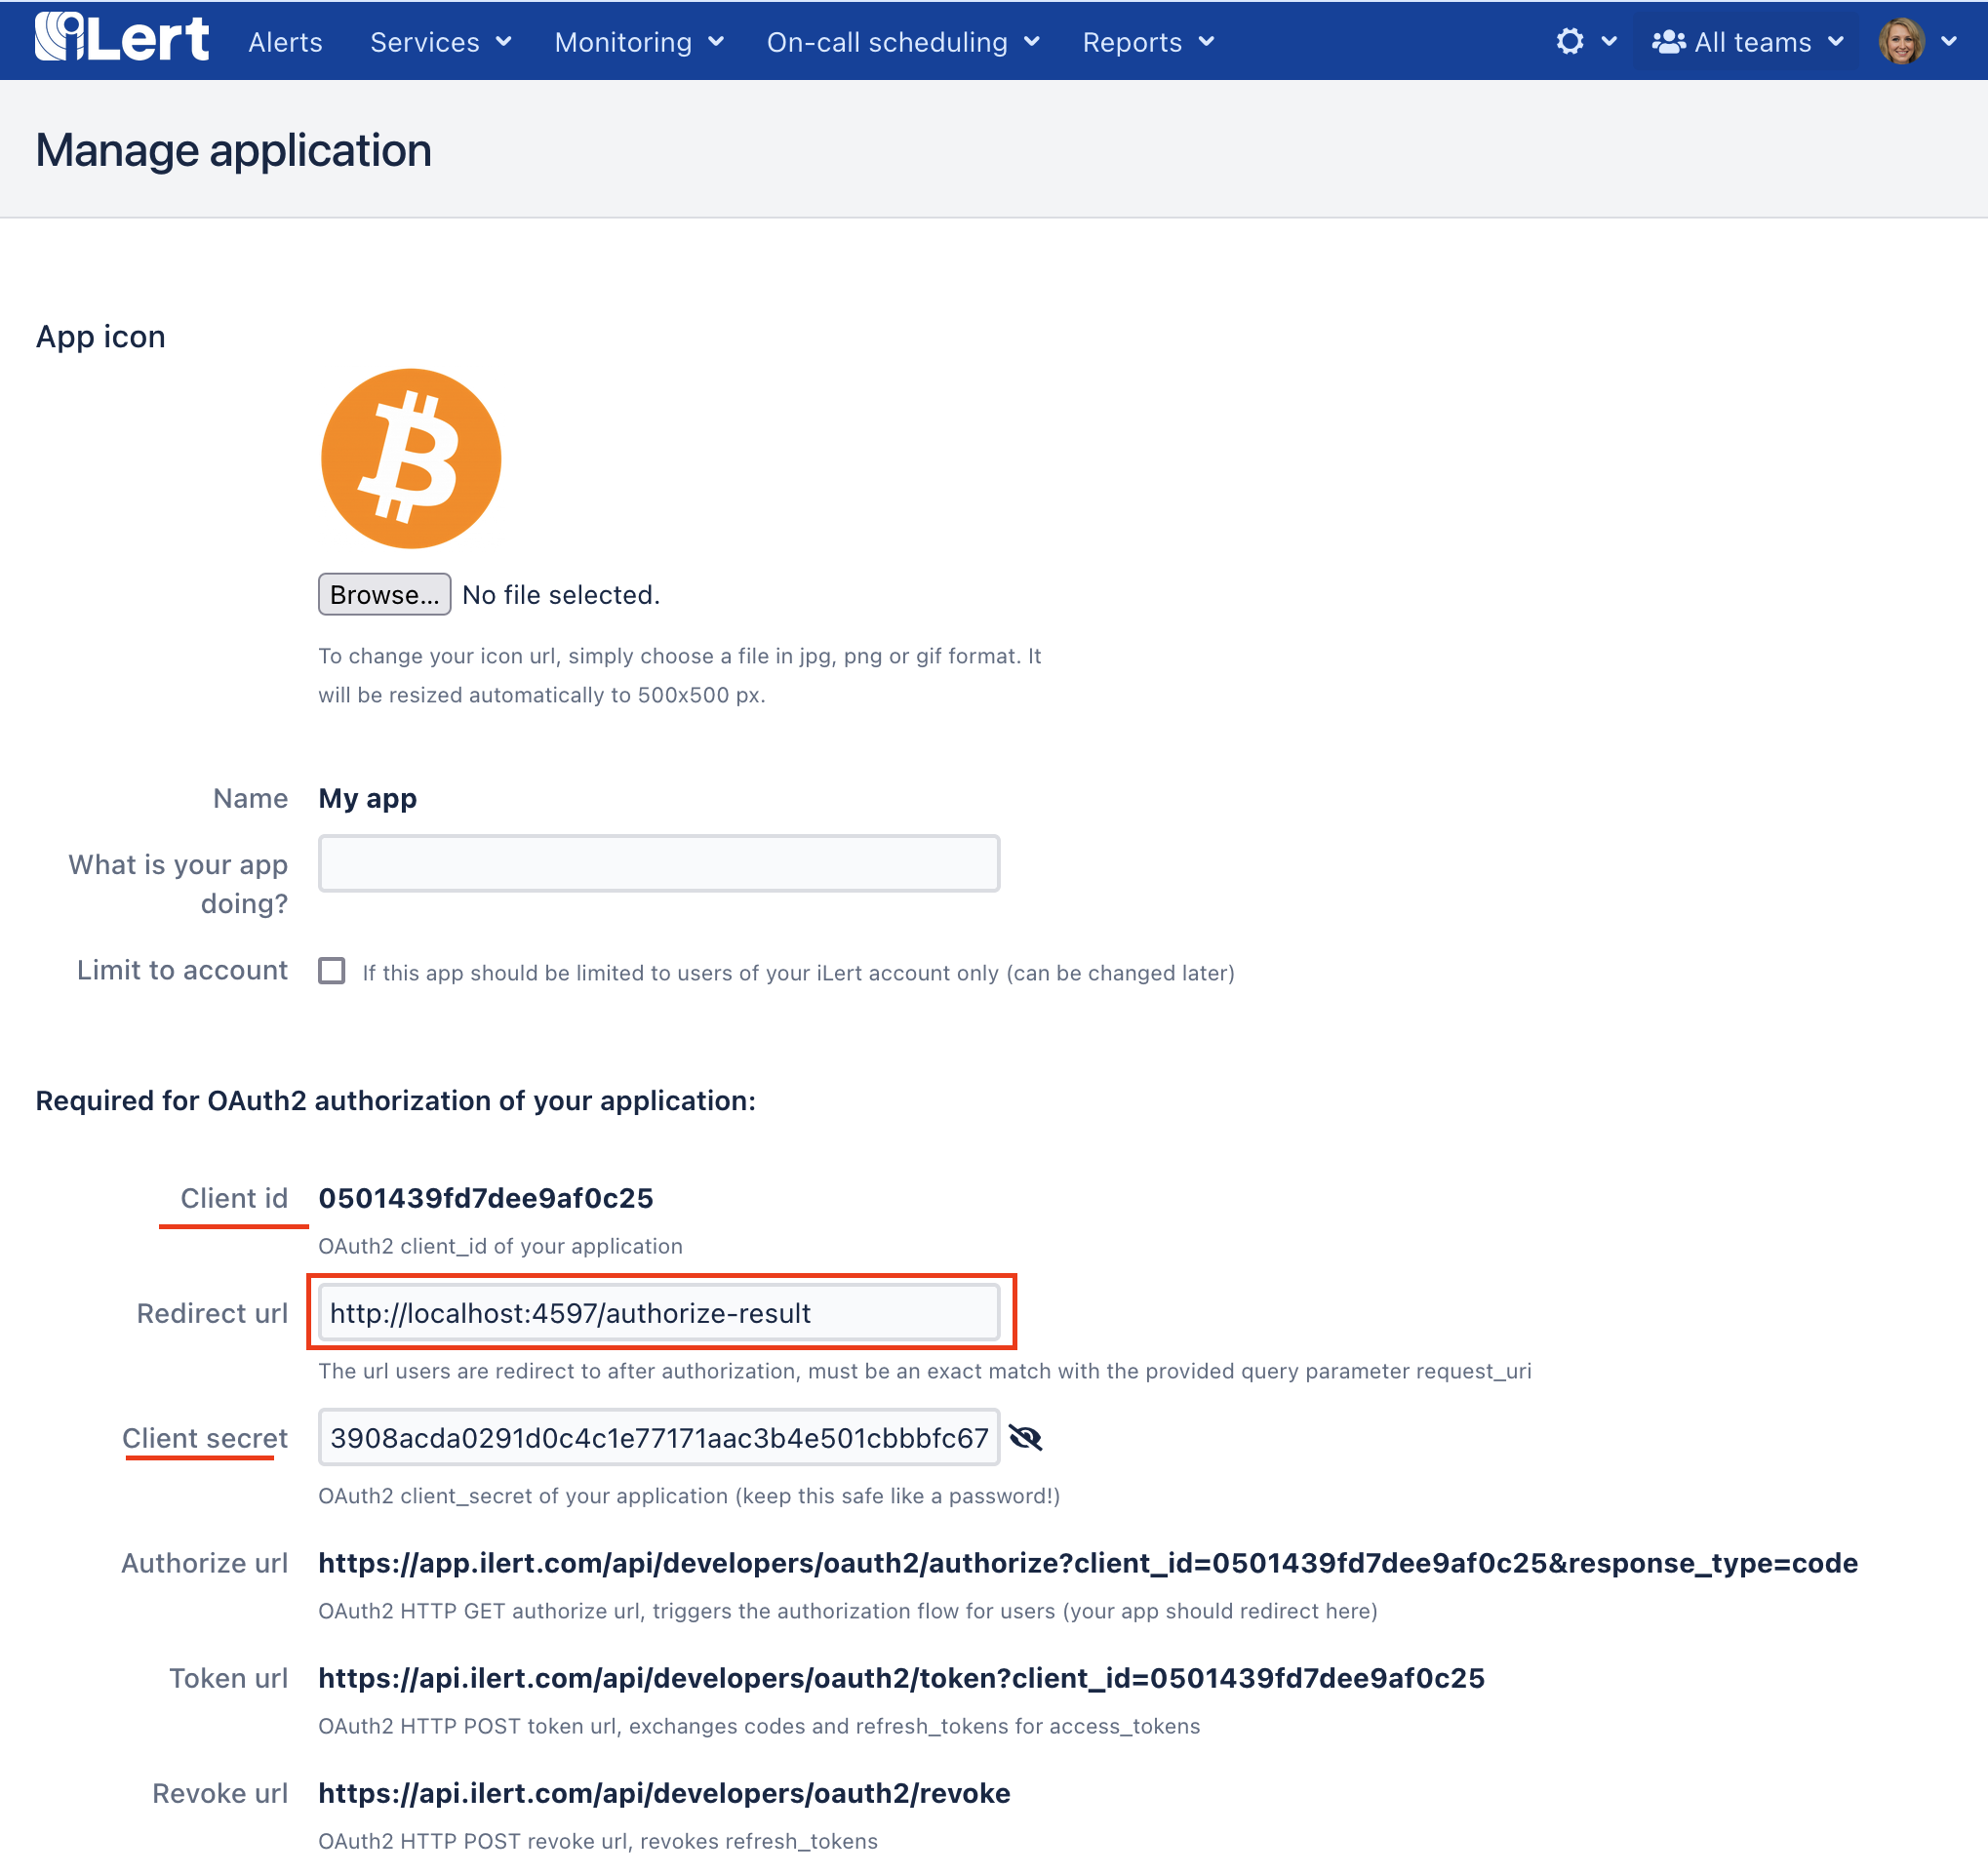 iLert Alerts Services Monitoring On-call scheduling Reports All teams
Manage application
App icon
Browse... No file selected.
To change your icon url, simply choose a file in jpg, png or gif format. It
will be resized automatically to 500x500 px.
Name My app
What is your app
doing?
Limit to account If this app should be limited to users of your iLert account only (can be changed later)
Required for OAuth2 authorization of your application:
Client id 0501439fd7dee9af0c25
OAuth2 client_id of your application
Redirect url http://localhost:4597/authorize-result
The url users are redirect to after authorization, must be an exact match with the provided query parameter request_uri
Client secret 3908acda0291d0c4c1e77171aac3b4e501cbbbfc67
OAuth2 client_secret of your application (keep this safe like a password!)
Authorize url https://app.ilert.com/api/developers/oauth2/authorize?client_id=0501439fd7dee9af0c25&response_type=code
OAuth2 HTTP GET authorize url, triggers the authorization flow for users (your app should redirect here)
Token url https://api.ilert.com/api/developers/oauth2/token?client_id=0501439fd7dee9af0c25
OAuth2 HTTP POST token url, exchanges codes and refresh_tokens for access_tokens
Revoke url https://api.ilert.com/api/developers/oauth2/revoke
OAuth2 HTTP POST revoke url, revokes refresh_tokens